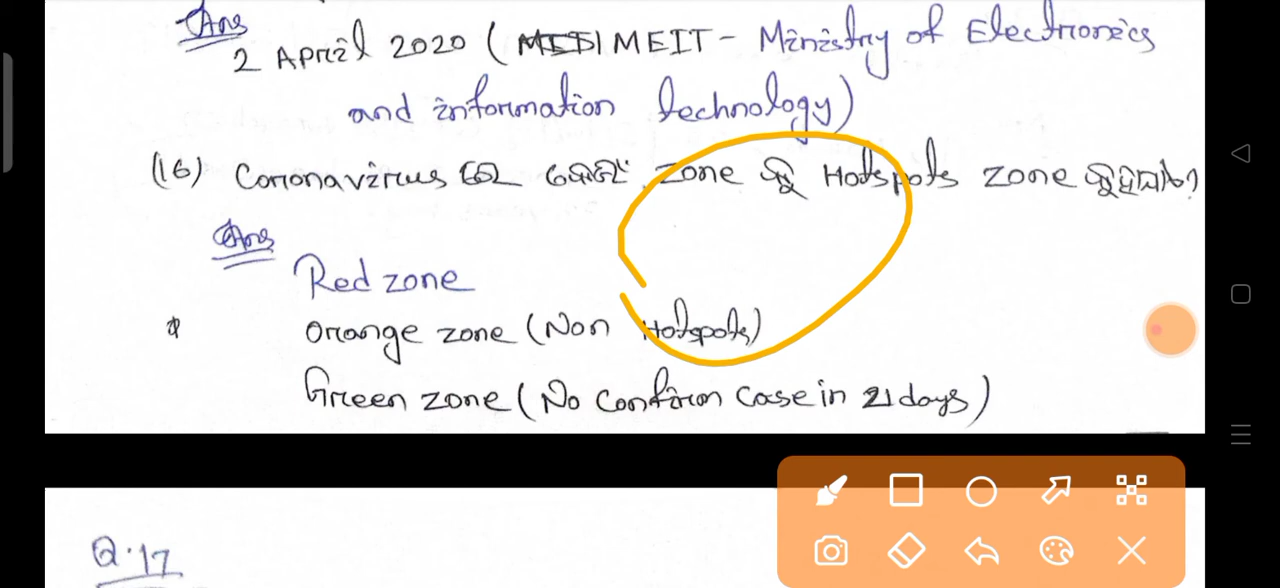 Ans
2 April 2020 ( MEIT - Ministry of Electronics
and information technology)
(16) Coronavirus ରେ କେଉଁ zone କୁ Hotspots zone କୁହାଯାଏ?
Ans
Red zone
Orange zone (Non Hotspots)
Green zone (No Confirm case in 21 days)
Q.17